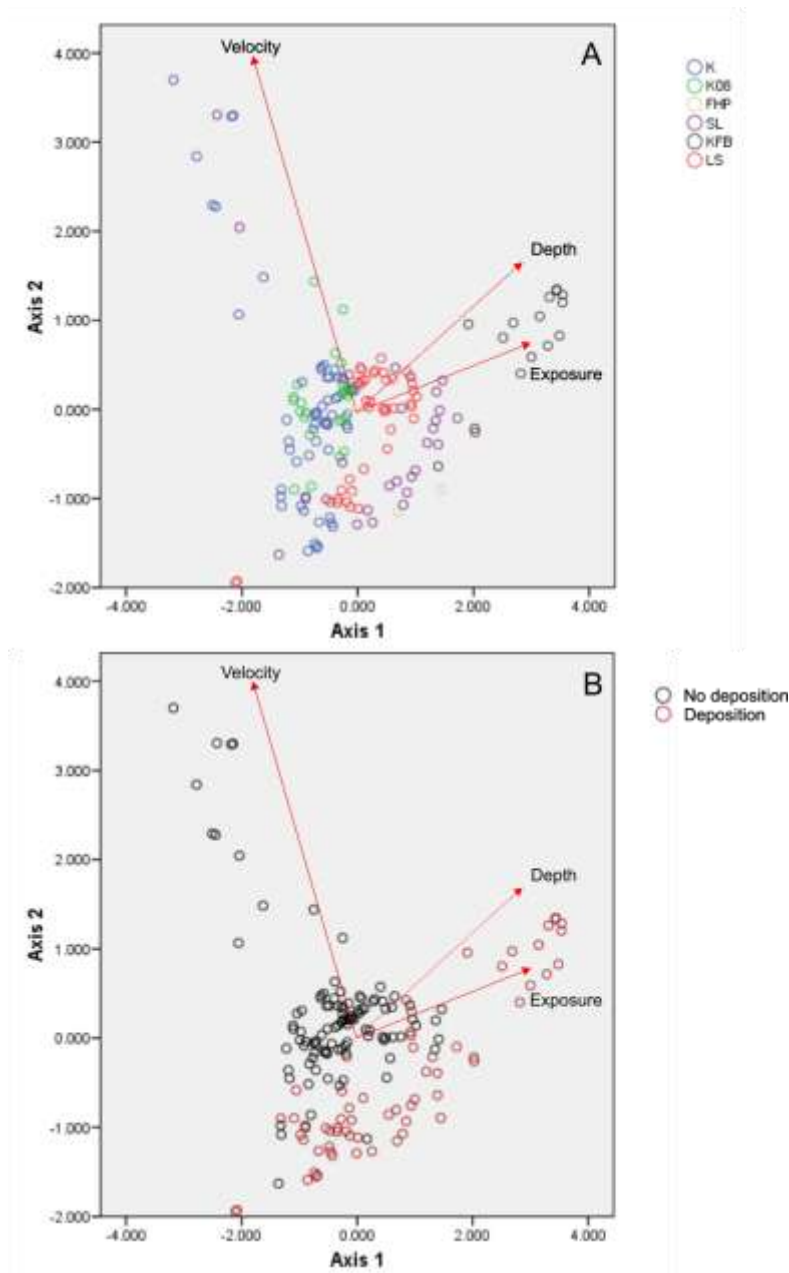 Velocity
A
K
K06
FHP
SL
KFB
LS
4.000
3.000
2.000
1.000
0.000
-1.000
-2.000
Axis 2
Depth
Exposure
-4.000 -2.000 0.000 2.000 4.000
Axis 1
Velocity
B
No deposition
Deposition
4.000
3.000
2.000
1.000
0.000
-1.000
-2.000
Axis 2
Depth
Exposure
-4.000 -2.000 0.000 2.000 4.000
Axis 1